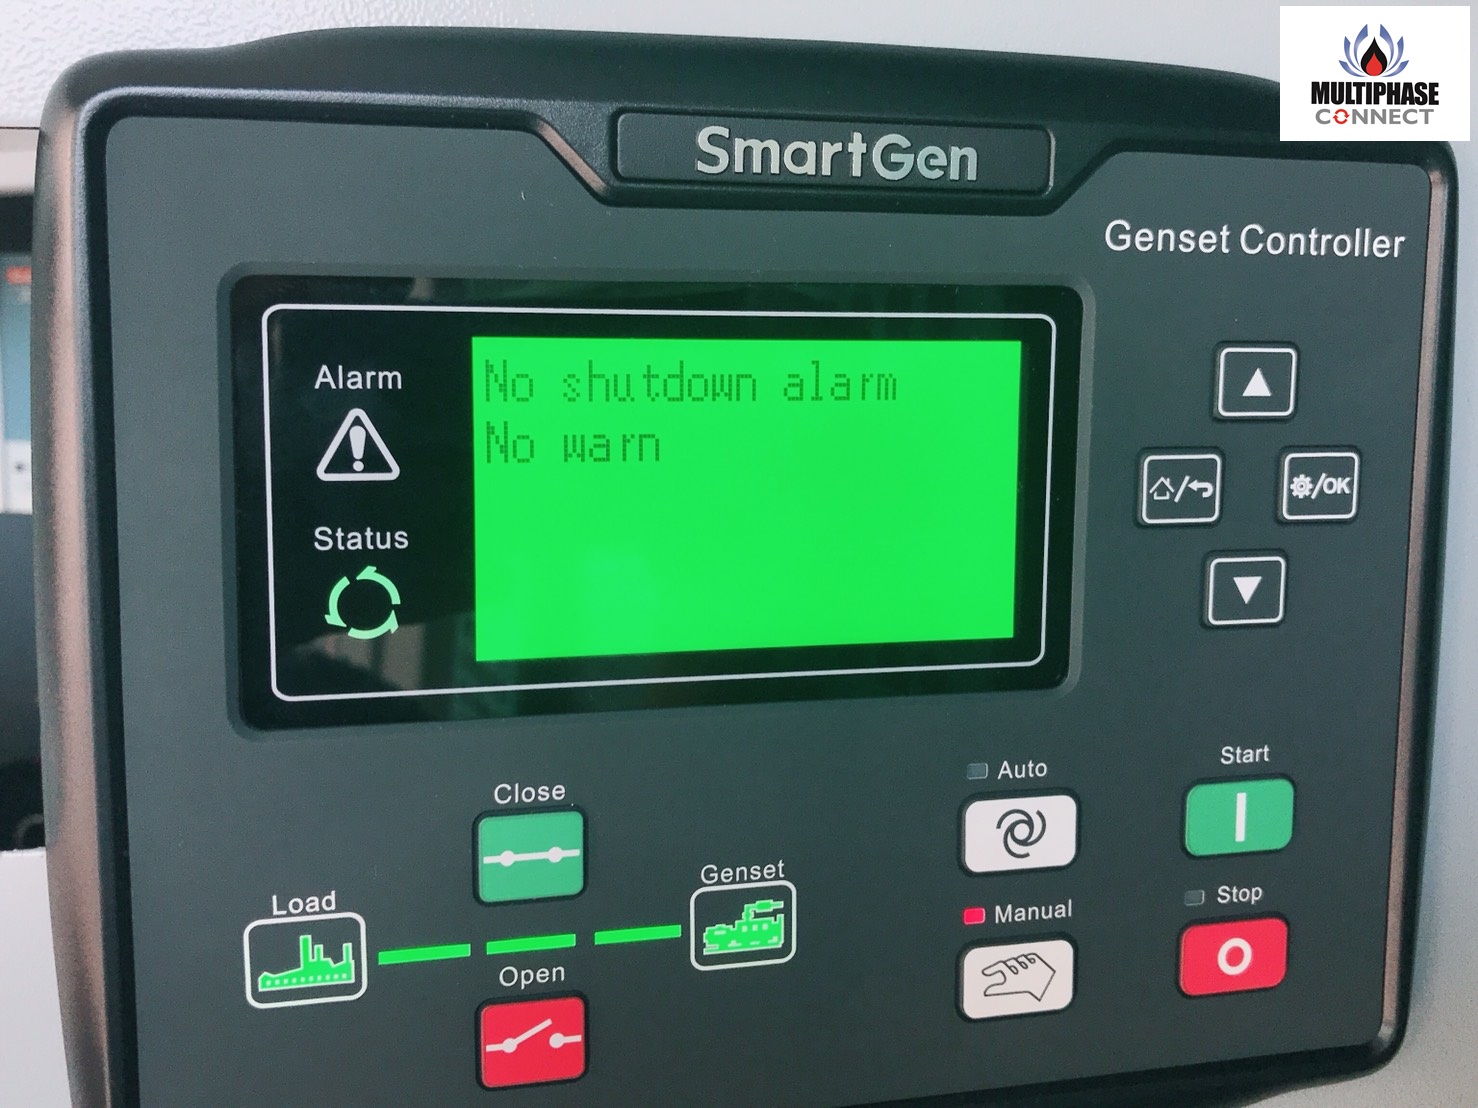 MULTIPHASE
CONNECT
SmartGen
Genset Controller
Alarm
No shutdown alarm
No warn
Status
/OK
Close
Auto
Start
Genset
Load
Manual
Stop
Open